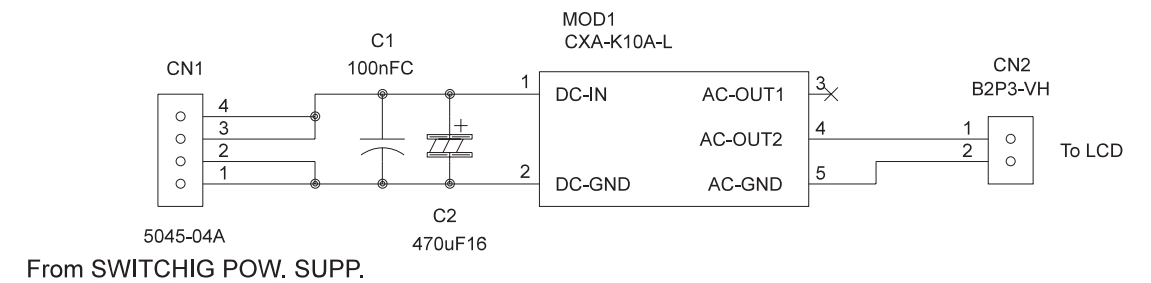 MOD1
CXA-K10A-L
C1
100nFC
CN1
CN2
B2P3-VH
1
DC-IN
AC-OUT1
3
4
3
2
1
+
AC-OUT2
4
1
2
To LCD
2
DC-GND
AC-GND
5
C2
470uF16
5045-04A
From SWITCHIG POW. SUPP.